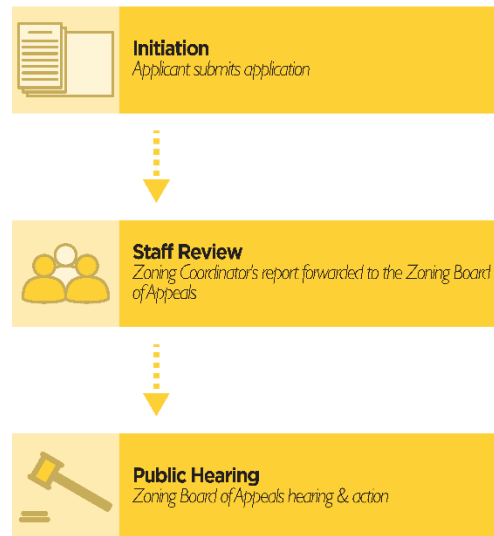 Initiation
Applicant submits application
Staff Review
Zoning Coordinator's report forwarded to the Zoning Board
of Appeals
Public Hearing
Zoning Board of Appeals hearing & action